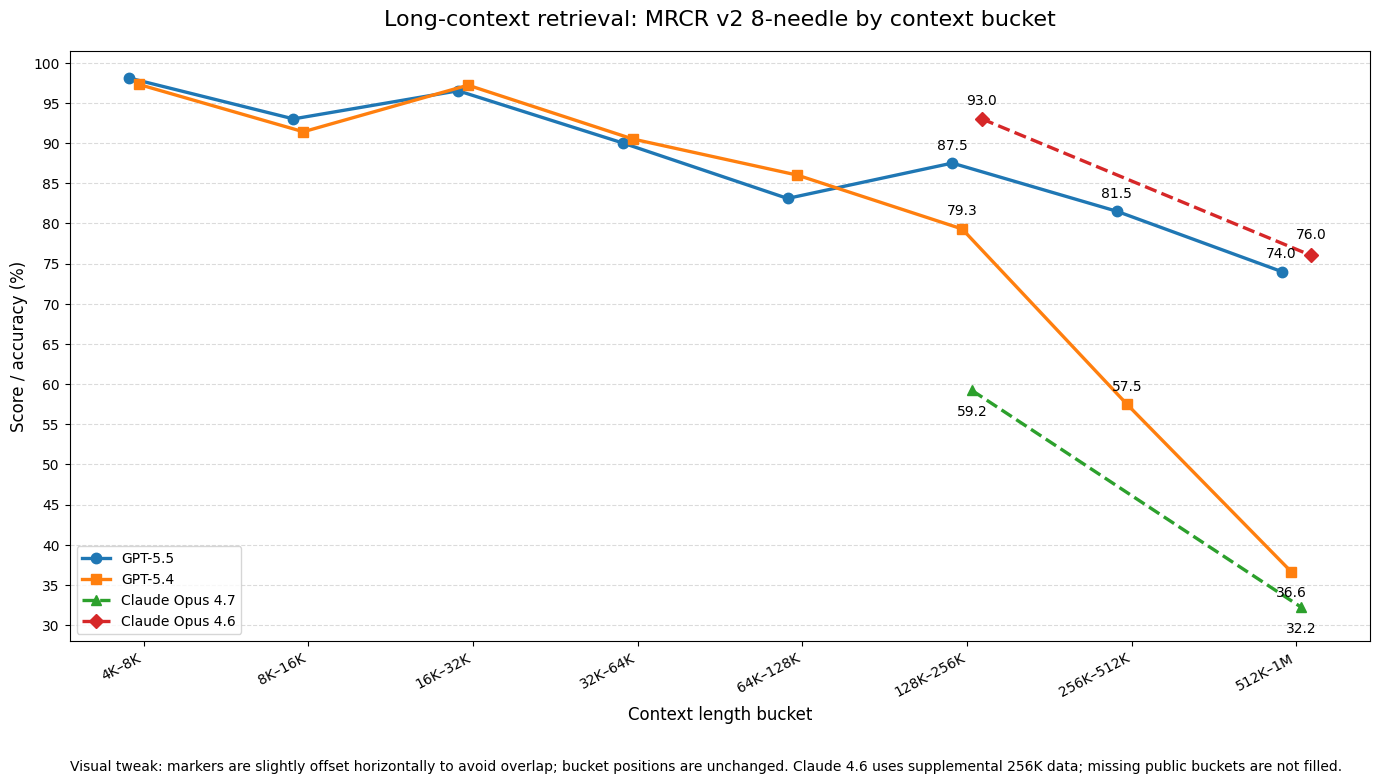 Long-context retrieval: MRCR v2 8-needle by context bucket
Score / accuracy (%)
100
95
90
85
80
75
70
65
60
55
50
45
40
35
30
93.0
87.5
81.5
79.3
76.0
74.0
59.2
57.5
36.6
32.2
GPT-5.5
GPT-5.4
Claude Opus 4.7
Claude Opus 4.6
4K–8K
8K–16K
16K–32K
32K–64K
64K–128K
128K–256K
256K–512K
512K–1M
Context length bucket
Visual tweak: markers are slightly offset horizontally to avoid overlap; bucket positions are unchanged. Claude 4.6 uses supplemental 256K data; missing public buckets are not filled.